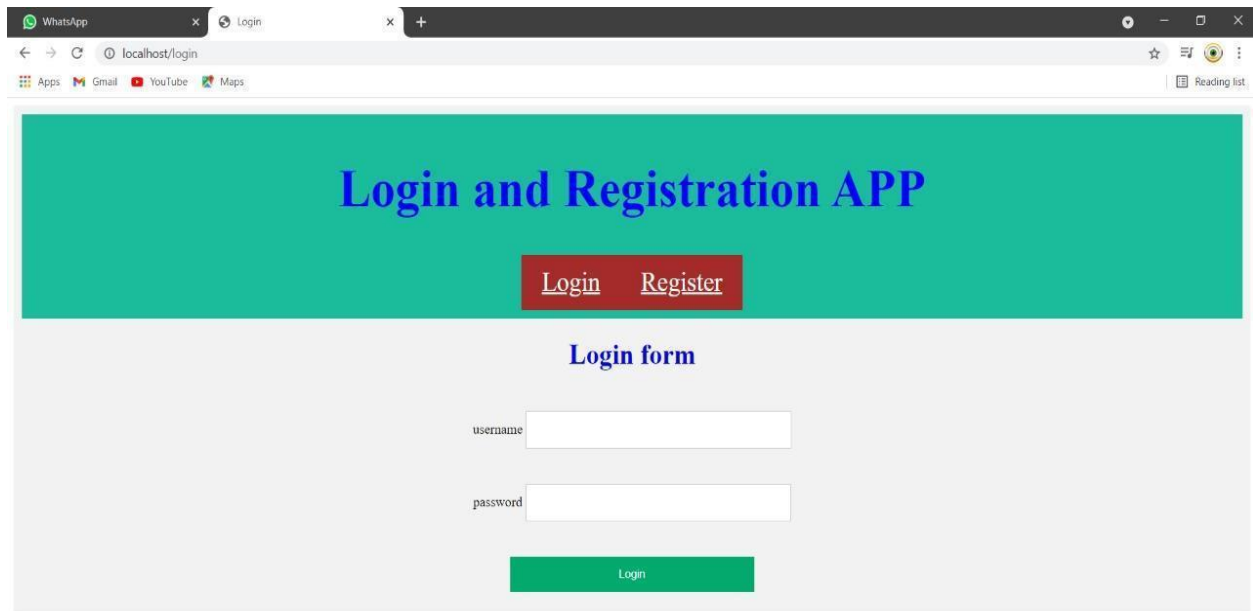 WhatsApp Login
localhost/login
Apps Gmail YouTube Maps Reading list
Login and Registration APP
Login Register
Login form
username
password
Login